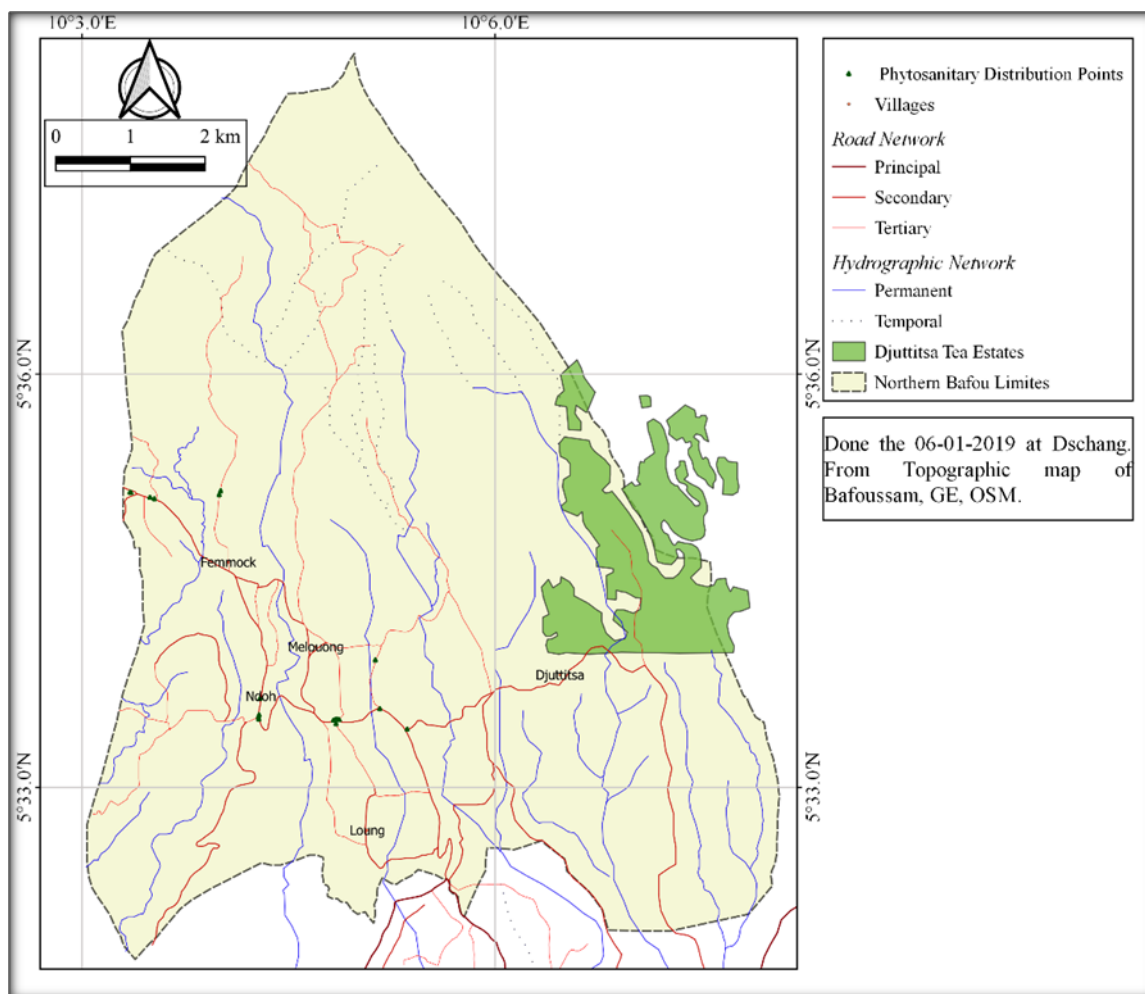 10°3.0'E
10°6.0'E
0 1 2 km
5°36.0'N
5°36.0'N
Femmock
Melouong
Djuttitsa
Ndoh
5°33.0'N
5°33.0'N
Loung
Phytosanitary Distribution Points
Villages
Road Network
Principal
Secondary
Tertiary
Hydrographic Network
Permanent
Temporal
Djuttitsa Tea Estates
Northern Bafou Limites
Done the 06-01-2019 at Dschang.
From Topographic map of
Bafoussam, GE, OSM.